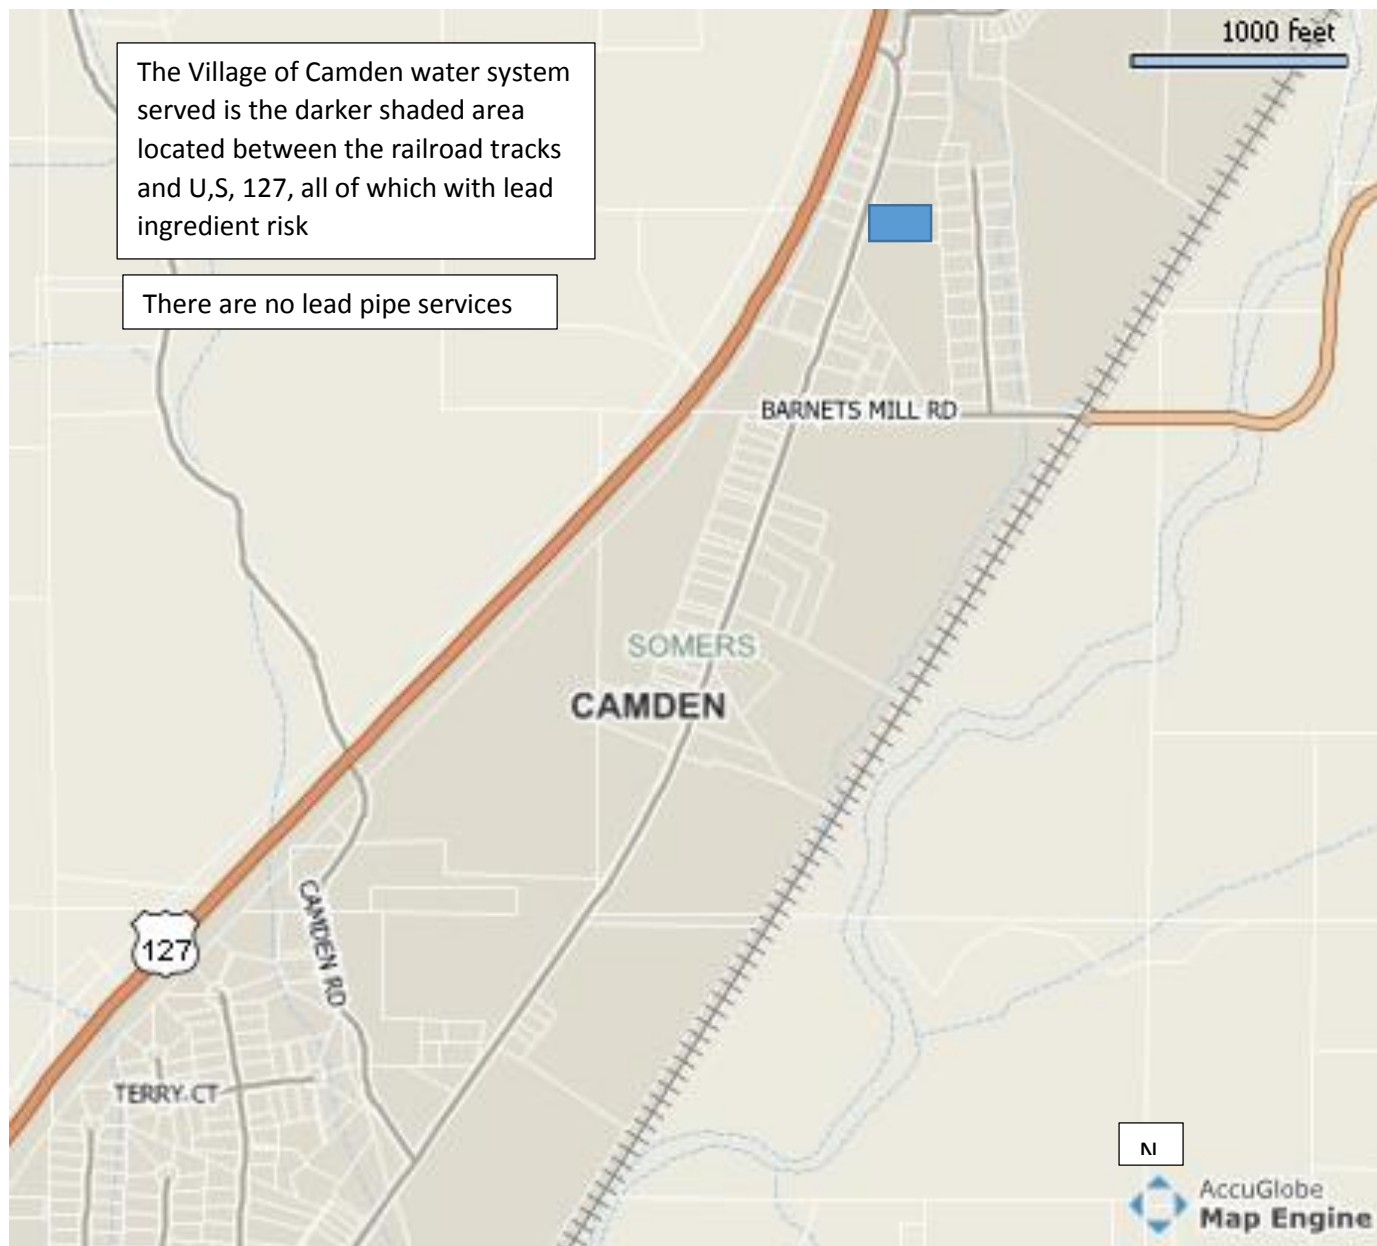 1000 feet
The Village of Camden water system
served is the darker shaded area
located between the railroad tracks
and U,S, 127, all of which with lead
ingredient risk
There are no lead pipe services
BARNETS MILL RD
SOMERS
CAMDEN
CAMDEN RD
127
TERRY CT
N
AccuGlobe
Map Engine